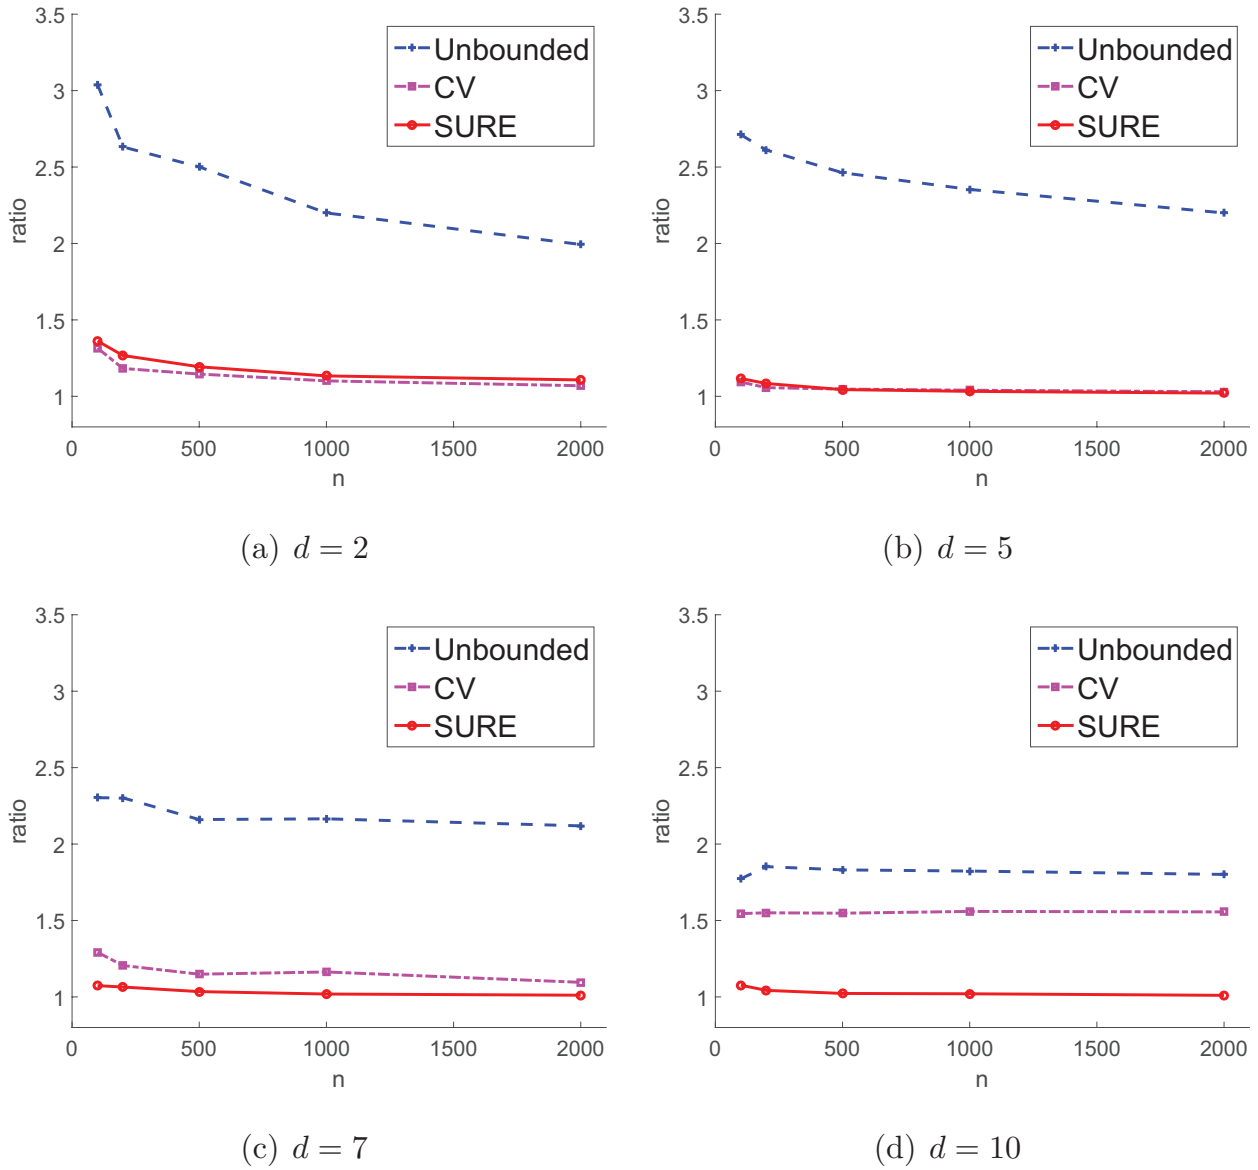 3.5
3
2.5
2
1.5
1
ratio
0 500 1000 1500 2000
n
Unbounded
CV
SURE
(a) d = 2
3.5
3
2.5
2
1.5
1
ratio
0 500 1000 1500 2000
n
Unbounded
CV
SURE
(b) d = 5
3.5
3
2.5
2
1.5
1
ratio
0 500 1000 1500 2000
n
Unbounded
CV
SURE
(c) d = 7
3.5
3
2.5
2
1.5
1
ratio
0 500 1000 1500 2000
n
Unbounded
CV
SURE
(d) d = 10